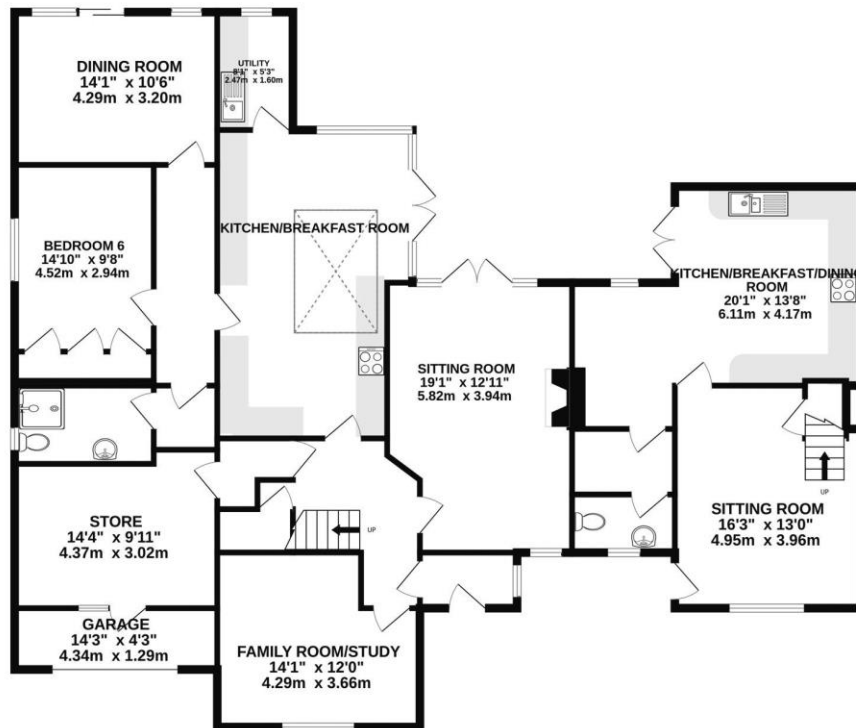 DINING ROOM
14'1" x 10'6"
4.29m x 3.20m
UTILITY
8'1" x 5'3"
2.47m x 1.60m
KITCHEN/BREAKFAST ROOM
BEDROOM 6
14'10" x 9'8"
4.52m x 2.94m
KITCHEN/BREAKFAST/DINING
ROOM
20'1" x 13'8"
6.11m x 4.17m
SITTING ROOM
19'1" x 12'11"
5.82m x 3.94m
STORE
14'4" x 9'11"
4.37m x 3.02m
UP
UP
SITTING ROOM
16'3" x 13'0"
4.95m x 3.96m
GARAGE
14'3" x 4'3"
4.34m x 1.29m
FAMILY ROOM/STUDY
14'1" x 12'0"
4.29m x 3.66m